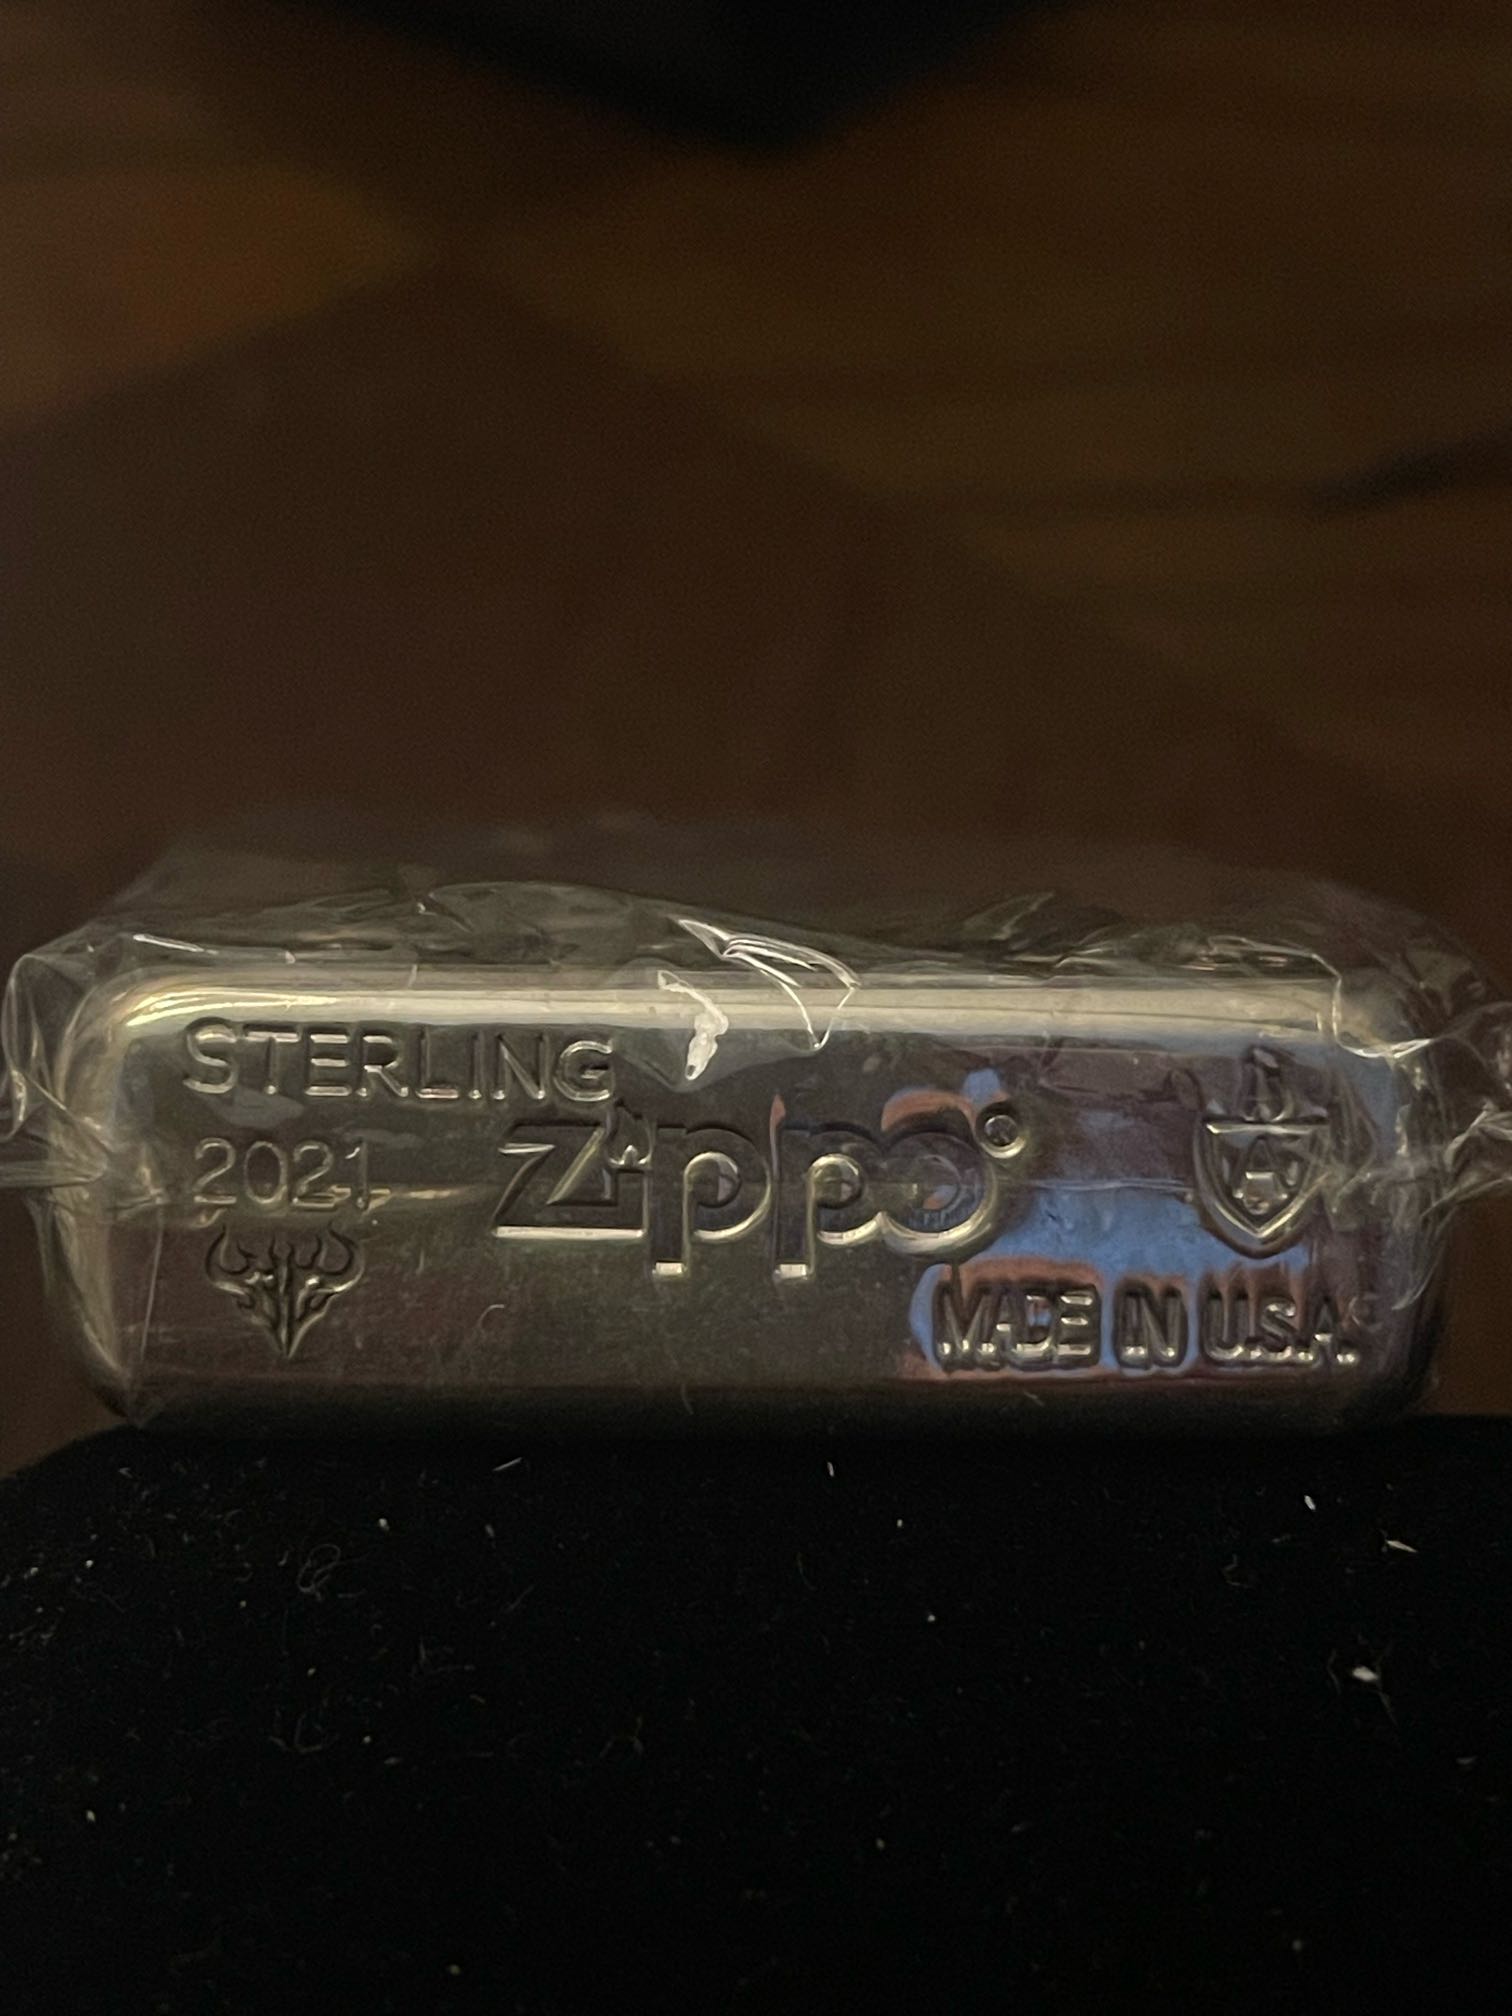 STERLING
2021
Zippo®
A
MADE IN U.S.A.